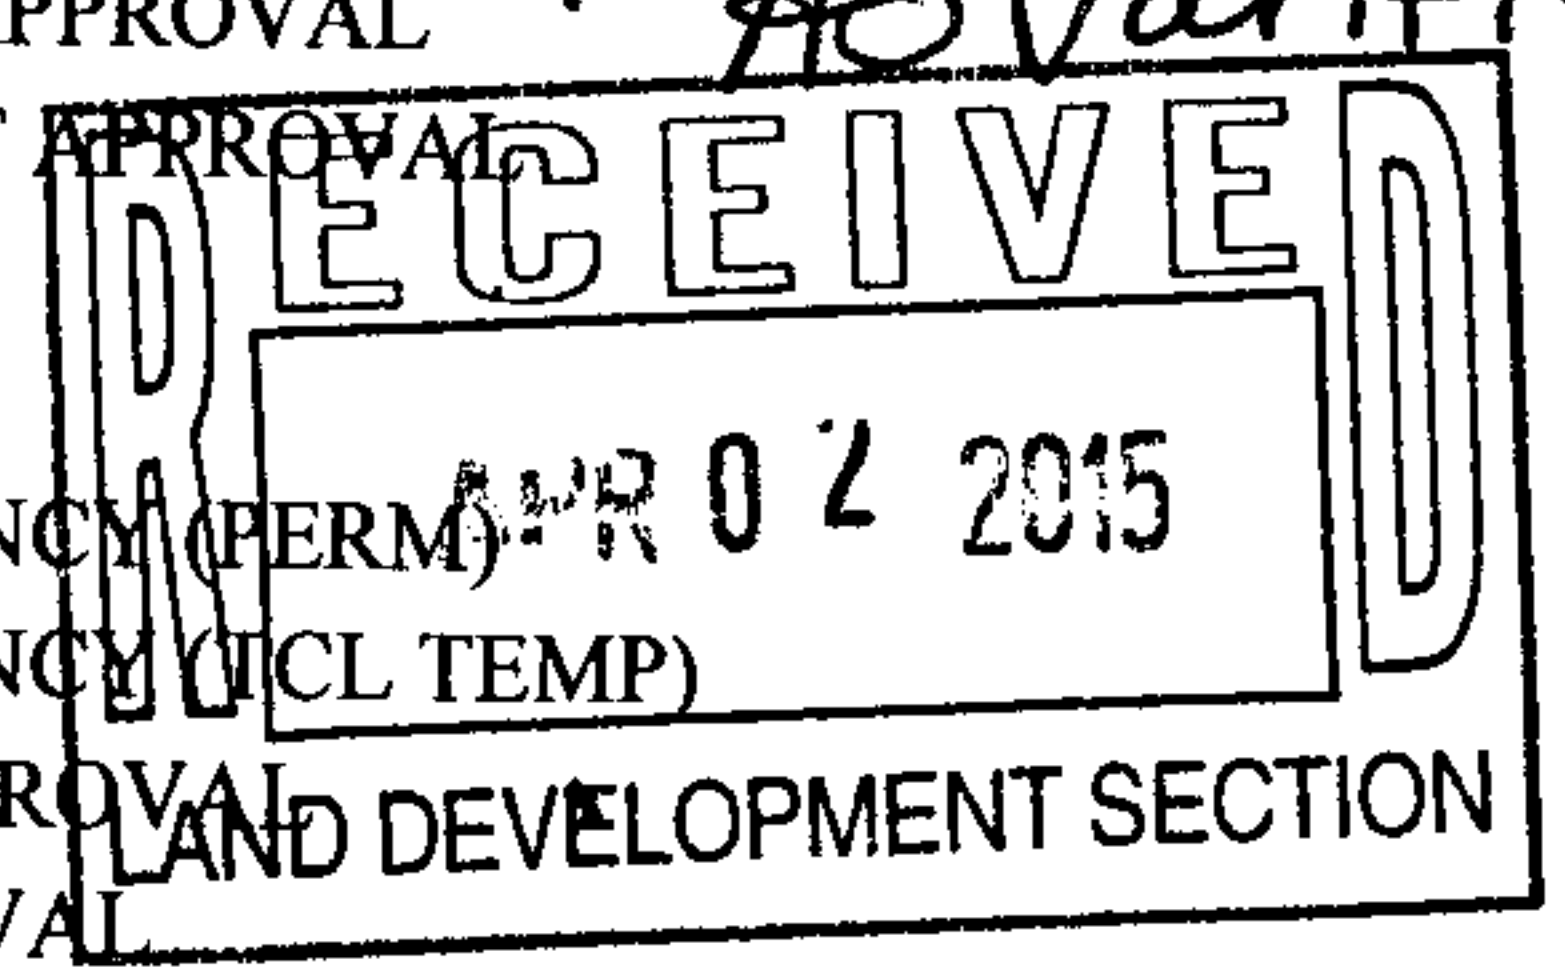 PPROVAL
APPROVAL
RECEIVED
APR 02 2015
NCY (PERM)
NCY (TCL TEMP)
ROVAL
LAND DEVELOPMENT SECTION
VAL